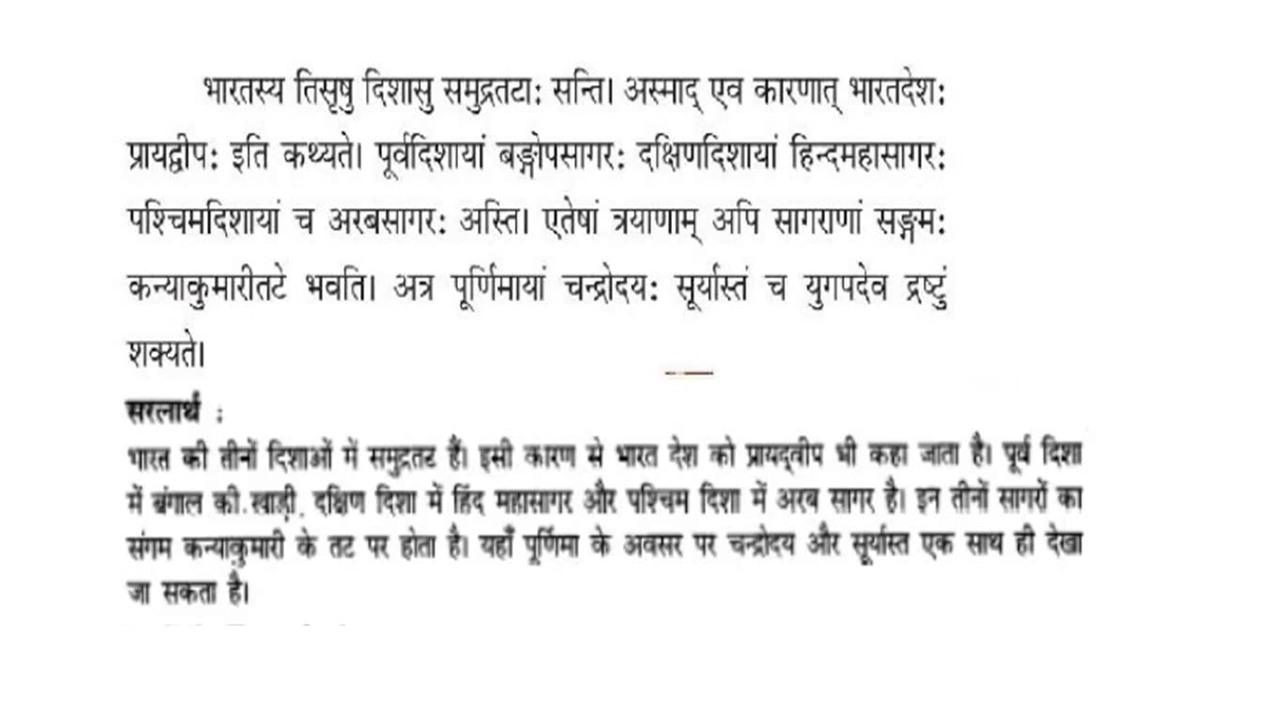 भारतस्य तिसृषु दिशासु समुद्रतटाः सन्ति। अस्माद् एव कारणात् भारतदेशः
प्रायद्वीपः इति कथ्यते। पूर्वदिशायां बङ्गोपसागरः दक्षिणदिशायां हिन्दमहासागरः
पश्चिमदिशायां च अरबसागरः अस्ति। एतेषां त्रयाणाम् अपि सागराणां सङ्गमः
कन्याकुमारीतटे भवति। अत्र पूर्णिमायां चन्द्रोदयः सूर्यास्तं च युगपदेव द्रष्टुं
शक्यते।
सरलार्थ :
भारत की तीनों दिशाओं में समुद्रतट हैं। इसी कारण से भारत देश को प्रायद्वीप भी कहा जाता है। पूर्व दिशा
में बंगाल की खाड़ी, दक्षिण दिशा में हिंद महासागर और पश्चिम दिशा में अरब सागर है। इन तीनों सागरों का
संगम कन्याकुमारी के तट पर होता है। यहाँ पूर्णिमा के अवसर पर चन्द्रोदय और सूर्यास्त एक साथ ही देखा
जा सकता है।